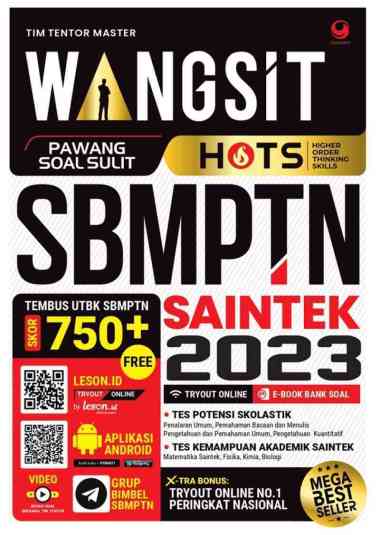 TIM TENTOR MASTER
WANGSIT
PAWANG
SOAL SULIT
HOTS
HIGHER
ORDER
THINKING
SKILLS
SBMPTN
SAINTEK
2023
TEMBUS UTBK SBMPTN
SKOR 750+
FREE
LESON.ID
TRYOUT ONLINE
by leson.id
APLIKASI
ANDROID
VIDEO
GRUP
BIMBEL
SBMPTN
TRYOUT ONLINE
E-BOOK BANK SOAL
• TES POTENSI SKOLASTIK
Penalaran Umum, Pemahaman Bacaan dan Menulis
Pengetahuan dan Pemahaman Umum, Pengetahuan Kuantitatif
• TES KEMAMPUAN AKADEMIK SAINTEK
Matematika Saintek, Fisika, Kimia, Biologi
X-TRA BONUS:
TRYOUT ONLINE NO.1
PERINGKAT NASIONAL
MEGA
BEST
SELLER